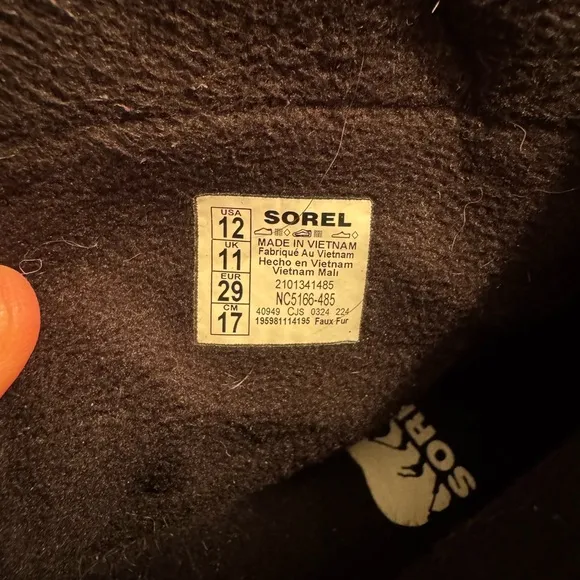 USA
12
UK
11
EUR
29
CM
17
SOREL
MADE IN VIETNAM
Fabriqué Au Vietnam
Hecho en Vietnam
Vietnam Malı
2101341485
NC5166-485
40949 CJS 0324 224
195981114195 Faux Fur
SOREL